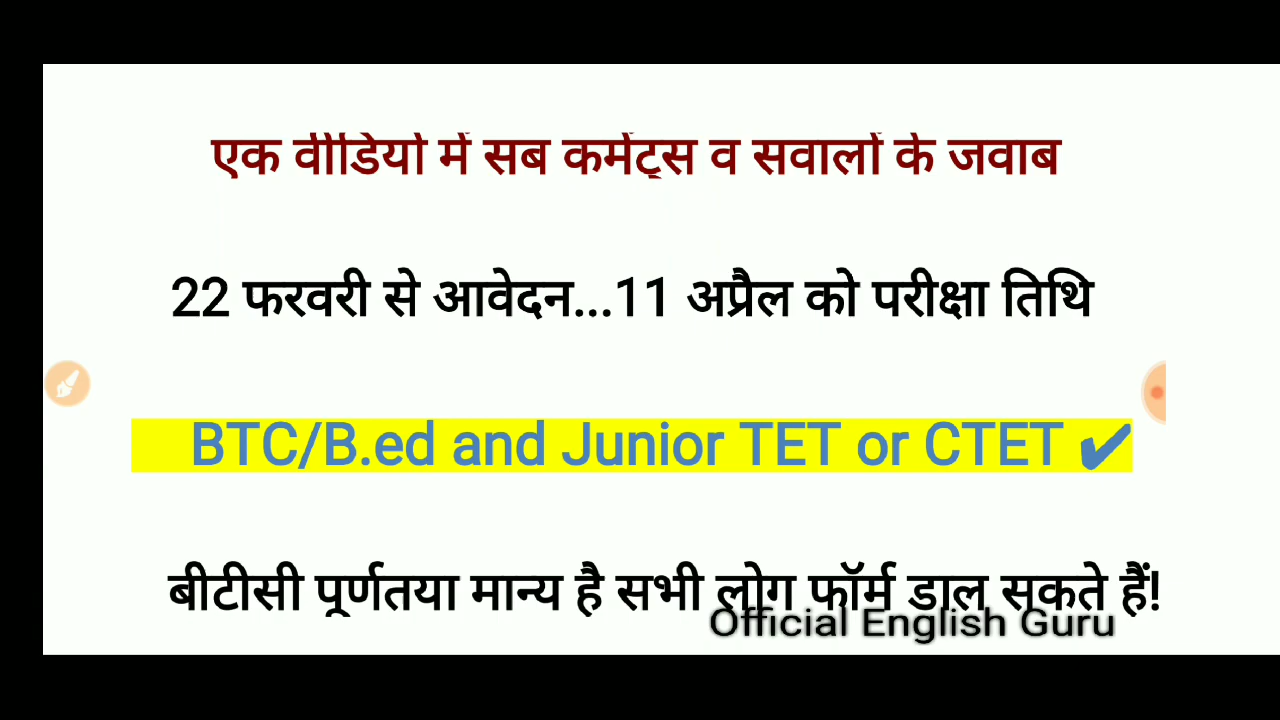 एक वीडियो में सब कमेंट्स व सवालों के जवाब
22 फरवरी से आवेदन...11 अप्रैल को परीक्षा तिथि
BTC/B.ed and Junior TET or CTET ✔
बीटीसी पूर्णतया मान्य है सभी लोग फॉर्म डाल सकते हैं!
Official English Guru